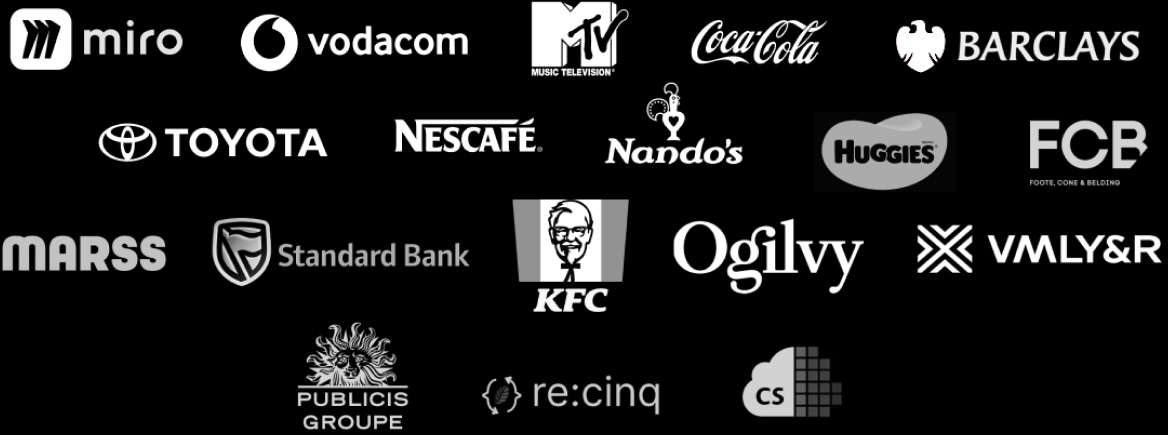 miro
vodacom
MTV
MUSIC TELEVISION®
Coca-Cola
BARCLAYS
TOYOTA
NESCAFÉ®
Nando's
HUGGIES
FCB
FOOTE, CONE & BELDING
MARSS
Standard Bank
KFC
Ogilvy
VMLY&R
PUBLICIS
GROUPE
re:cinq
CS